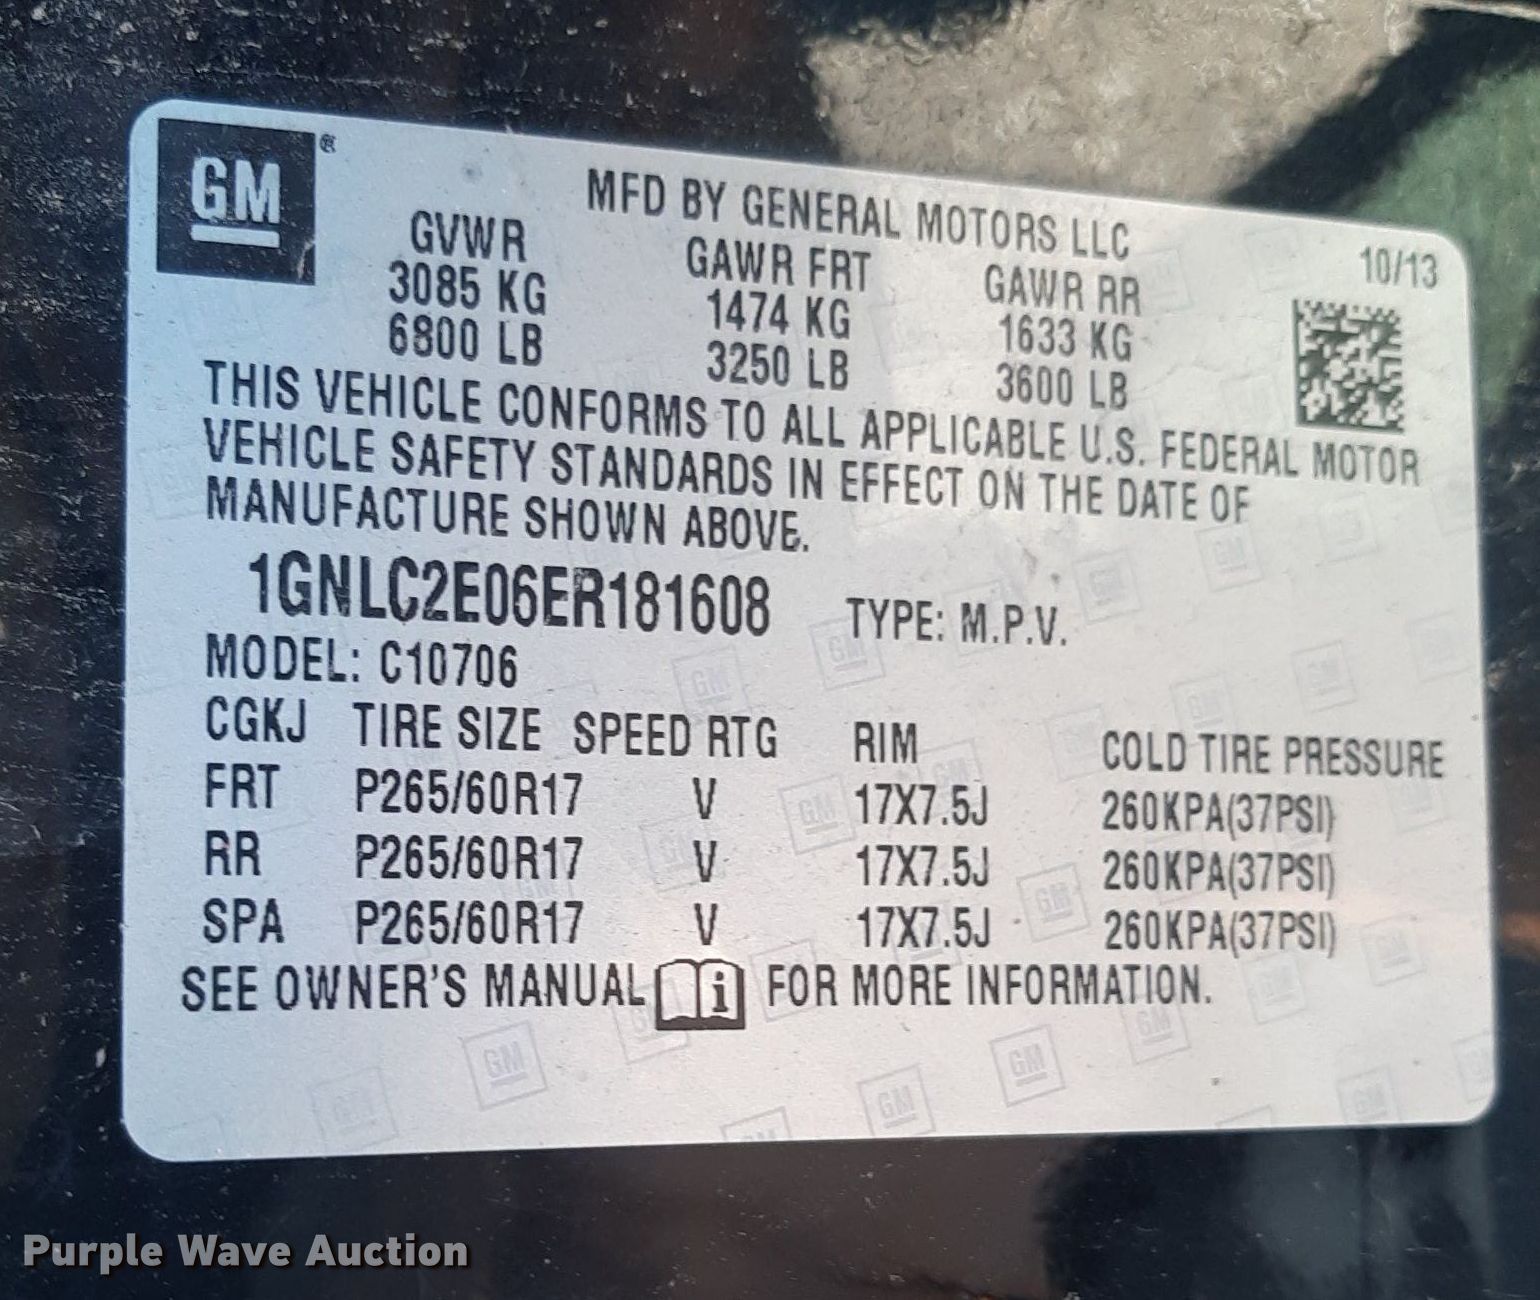 GM®
MFD BY GENERAL MOTORS LLC
GVWR GAWR FRT GAWR RR 10/13
3085 KG 1474 KG 1633 KG
6800 LB 3250 LB 3600 LB
THIS VEHICLE CONFORMS TO ALL APPLICABLE U.S. FEDERAL MOTOR
VEHICLE SAFETY STANDARDS IN EFFECT ON THE DATE OF
MANUFACTURE SHOWN ABOVE.
1GNLC2E06ER181608 TYPE: M.P.V.
MODEL: C10706
CGKJ TIRE SIZE SPEED RTG RIM COLD TIRE PRESSURE
FRT P265/60R17 V 17X7.5J 260KPA(37PSI)
RR P265/60R17 V 17X7.5J 260KPA(37PSI)
SPA P265/60R17 V 17X7.5J 260KPA(37PSI)
SEE OWNER'S MANUAL i FOR MORE INFORMATION.
Purple Wave Auction